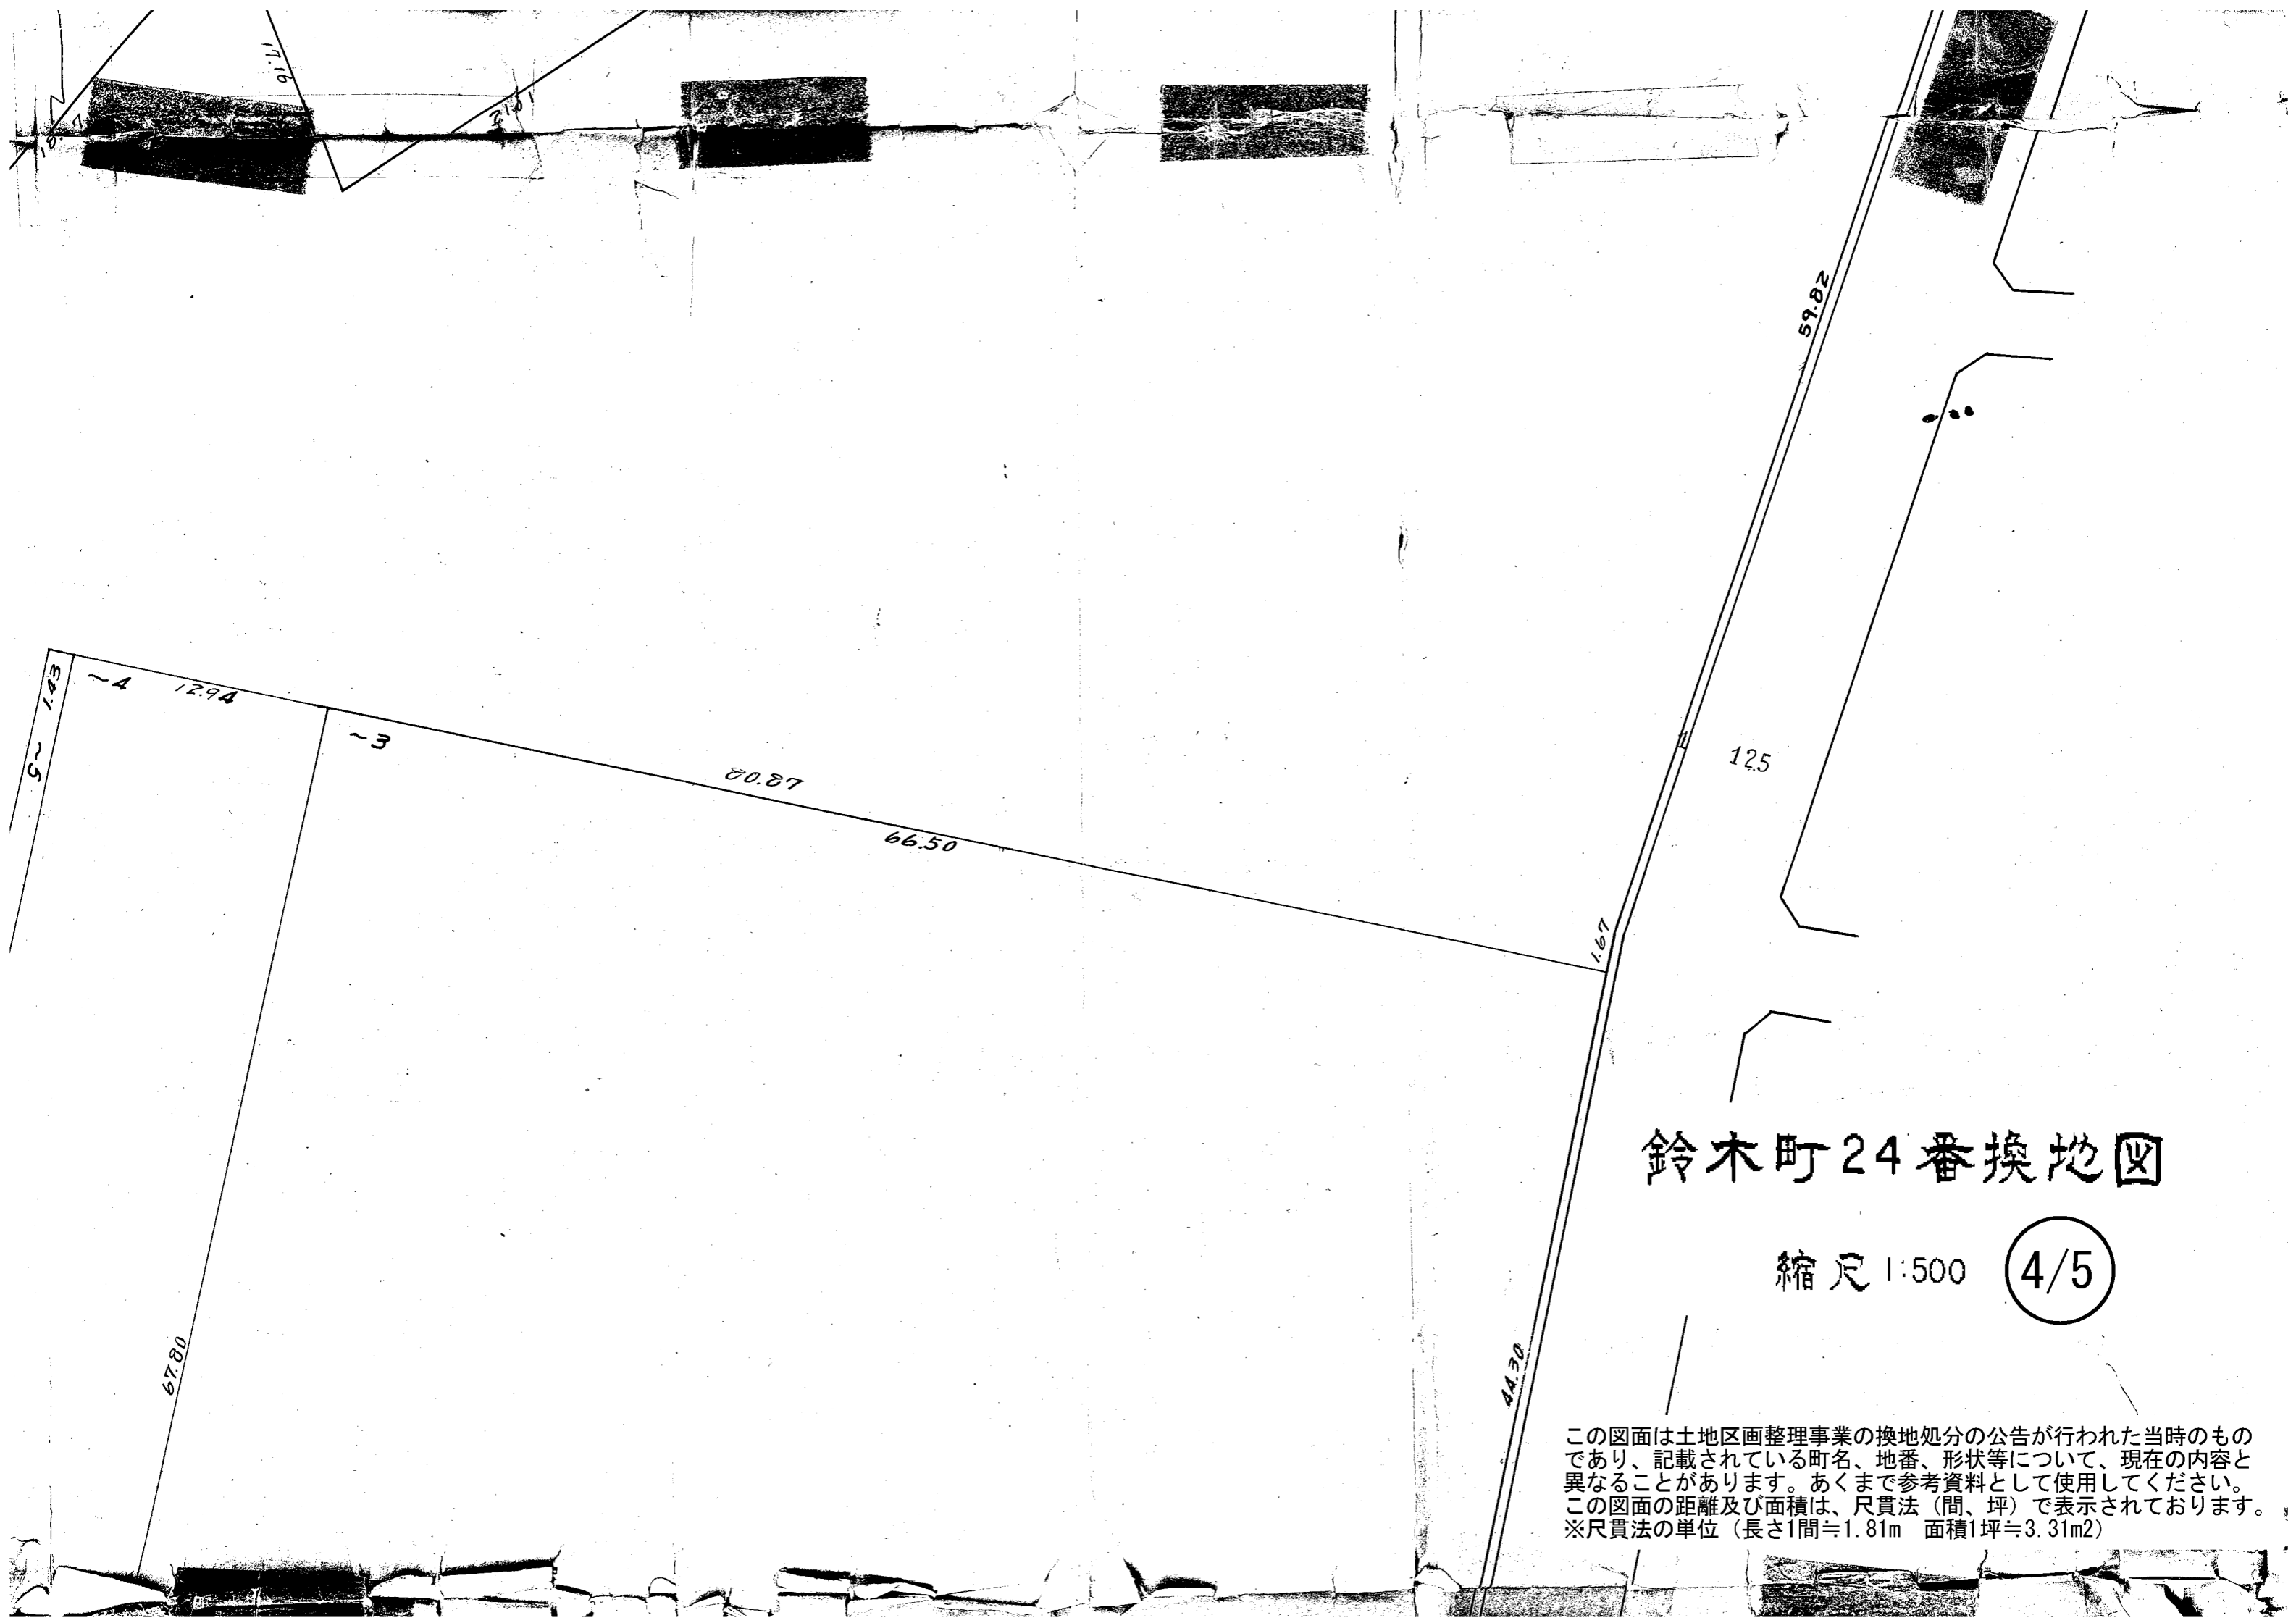 17.16
59.82
1.43
~4
12.94
~3
~5
80.87
66.50
12.5
1.67
鈴木町24番換地図
縮尺1:500
4/5
67.80
44.30
この図面は土地区画整理事業の換地処分の公告が行われた当時のもの
であり、記載されている町名、地番、形状等について、現在の内容と
異なることがあります。あくまで参考資料として使用してください。
この図面の距離及び面積は、尺貫法（間、坪）で表示されております。
※尺貫法の単位（長さ1間≒1.81m　面積1坪≒3.31m2）